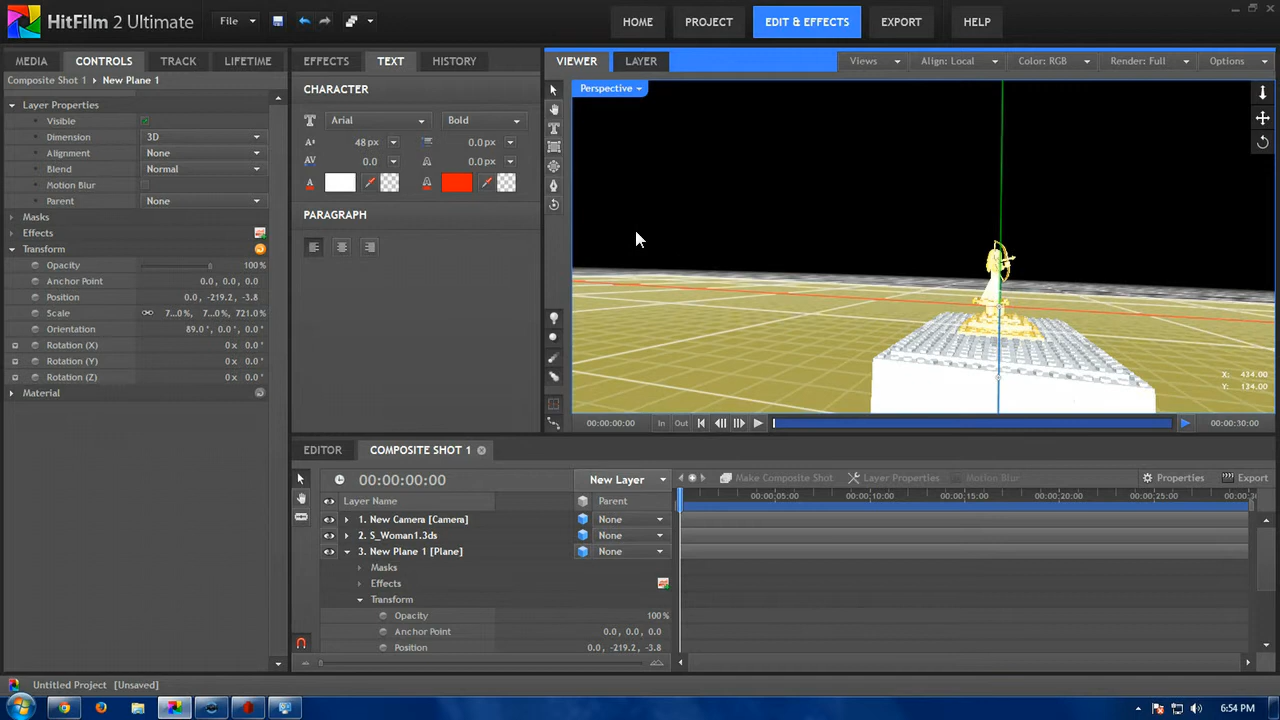 HitFilm 2 Ultimate
File
HOME
PROJECT
EDIT & EFFECTS
EXPORT
HELP
MEDIA
CONTROLS
TRACK
LIFETIME
EFFECTS
TEXT
HISTORY
VIEWER
LAYER
Views
Align: Local
Color: RGB
Render: Full
Options
Composite Shot 1
New Plane 1
Layer Properties
Visible
Dimension 3D
Alignment None
Blend Normal
Motion Blur
Parent None
Masks
Effects
Transform
Opacity 100%
Anchor Point 0.0, 0.0, 0.0
Position 0.0, -219.2, -3.8
Scale 7...0%, 7...0%, 721.0%
Orientation 89.0°, 0.0°, 0.0°
Rotation (X) 0x 0.0°
Rotation (Y) 0x 0.0°
Rotation (Z) 0x 0.0°
Material
CHARACTER
Arial
Bold
48 px
0.0 px
0.0
0.0 px
PARAGRAPH
Perspective
X: 434.00
Y: 134.00
00:00:00:00
In
Out
00:00:30:00
EDITOR
COMPOSITE SHOT 1
00:00:00:00
New Layer
Make Composite Shot
Layer Properties
Motion Blur
Properties
Export
Layer Name
Parent
00:00:05:00
00:00:10:00
00:00:15:00
00:00:20:00
00:00:25:00
1. New Camera [Camera] None
2. S_Woman1.3ds None
3. New Plane 1 [Plane] None
Masks
Effects
Transform
Opacity 100%
Anchor Point 0.0, 0.0, 0.0
Position 0.0, -219.2, -3.8
Untitled Project [Unsaved]
6:54 PM